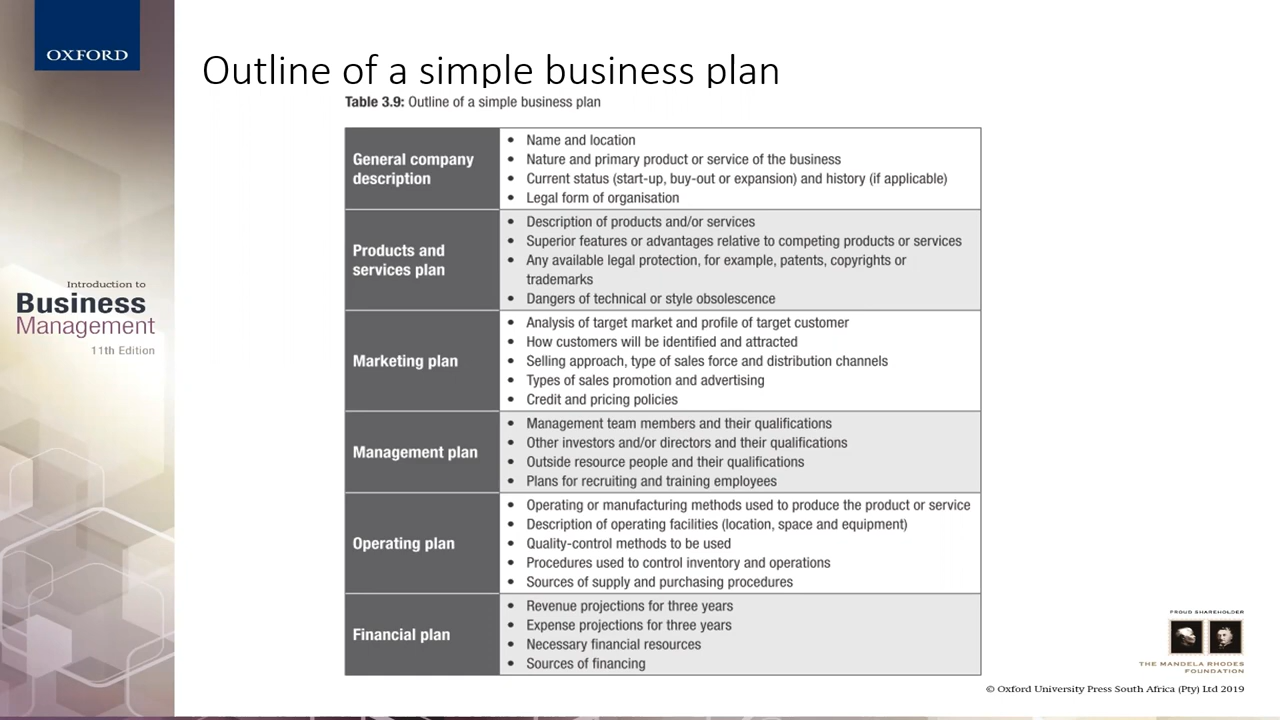 OXFORD
Outline of a simple business plan
Table 3.9: Outline of a simple business plan
General company
description
• Name and location
• Nature and primary product or service of the business
• Current status (start-up, buy-out or expansion) and history (if applicable)
• Legal form of organisation
Products and
services plan
• Description of products and/or services
• Superior features or advantages relative to competing products or services
• Any available legal protection, for example, patents, copyrights or
trademarks
• Dangers of technical or style obsolescence
Marketing plan
• Analysis of target market and profile of target customer
• How customers will be identified and attracted
• Selling approach, type of sales force and distribution channels
• Types of sales promotion and advertising
• Credit and pricing policies
Management plan
• Management team members and their qualifications
• Other investors and/or directors and their qualifications
• Outside resource people and their qualifications
• Plans for recruiting and training employees
Operating plan
• Operating or manufacturing methods used to produce the product or service
• Description of operating facilities (location, space and equipment)
• Quality-control methods to be used
• Procedures used to control inventory and operations
• Sources of supply and purchasing procedures
Financial plan
• Revenue projections for three years
• Expense projections for three years
• Necessary financial resources
• Sources of financing
Introduction to
Business
Management
11th Edition
PROUD SHAREHOLDER
THE MANDELA RHODES
FOUNDATION
© Oxford University Press South Africa (Pty) Ltd 2019